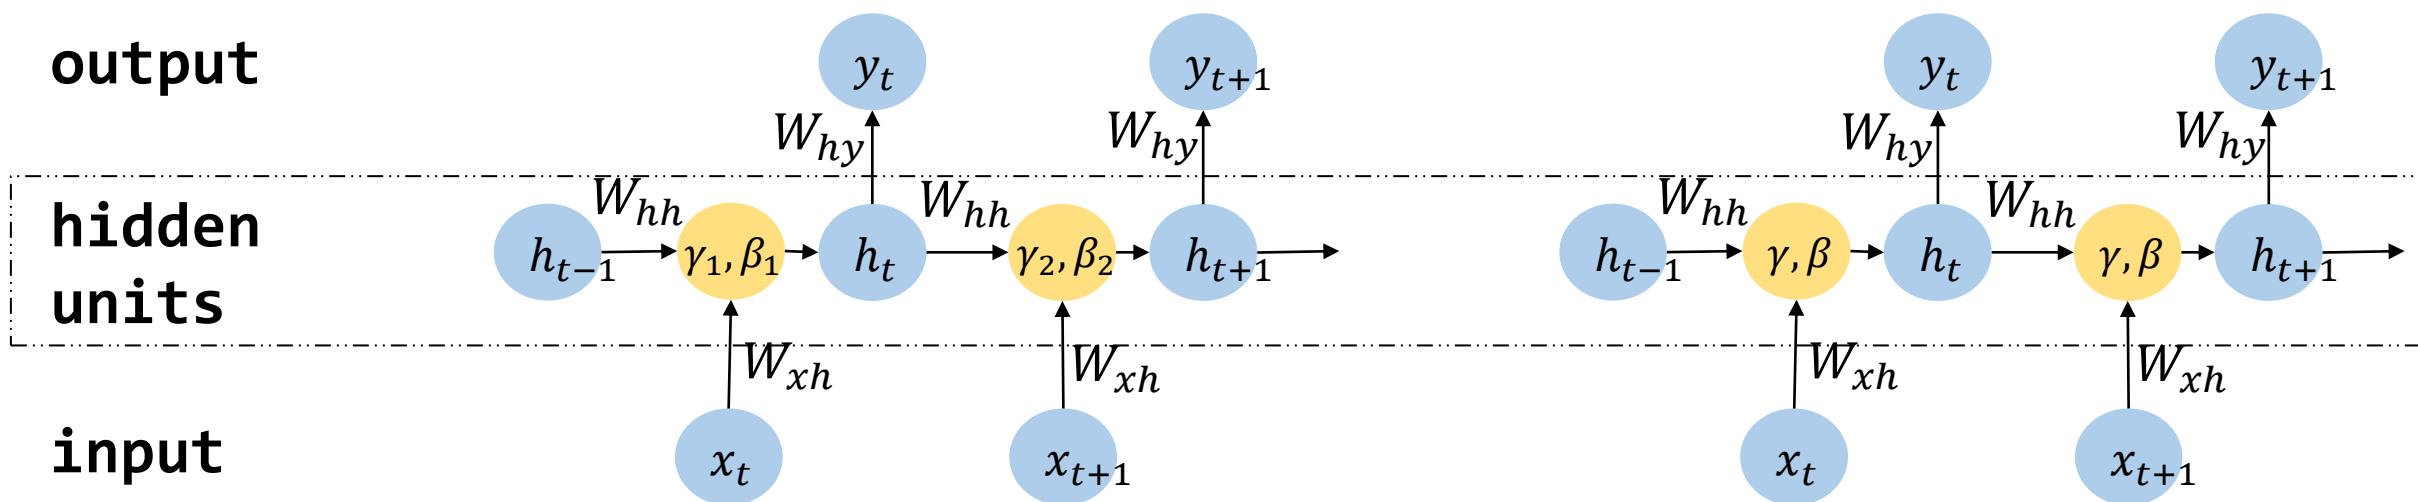 output
y_t
y_{t+1}
y_t
y_{t+1}
W_{hy}
W_{hy}
W_{hy}
W_{hy}
hidden
units
W_{hh}
W_{hh}
W_{hh}
W_{hh}
h_{t-1}
γ_1, β_1
h_t
γ_2, β_2
h_{t+1}
h_{t-1}
γ, β
h_t
γ, β
h_{t+1}
W_{xh}
W_{xh}
W_{xh}
W_{xh}
input
x_t
x_{t+1}
x_t
x_{t+1}